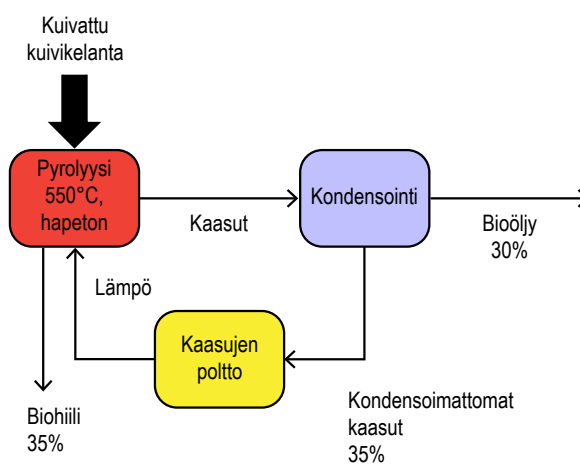 Kuivattu
kuivikelanta
Pyrolyysi
550°C,
hapeton
Kaasut
Kondensointi
Bioöljy
30%
Lämpö
Kaasujen
poltto
Biohiili
35%
Kondensoimattomat
kaasut
35%